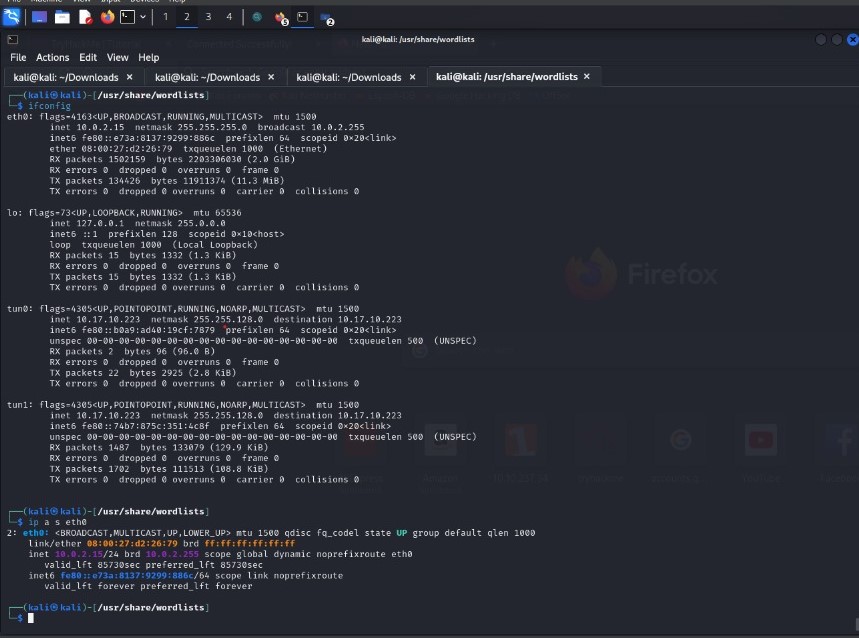 File Machine View Input Devices Help
1 2 3 4
5
2
kali@kali: /usr/share/wordlists
File Actions Edit View Help
kali@kali: ~/Downloads × kali@kali: ~/Downloads × kali@kali: ~/Downloads × kali@kali: /usr/share/wordlists ×
┌──(kali㉿kali)-[/usr/share/wordlists]
└─$ ifconfig
eth0: flags=4163<UP,BROADCAST,RUNNING,MULTICAST>  mtu 1500
inet 10.0.2.15  netmask 255.255.255.0  broadcast 10.0.2.255
inet6 fe80::e73a:8137:9299:886c  prefixlen 64  scopeid 0×20<link>
ether 08:00:27:d2:26:79  txqueuelen 1000  (Ethernet)
RX packets 1502159  bytes 2203306030 (2.0 GiB)
RX errors 0  dropped 0  overruns 0  frame 0
TX packets 134426  bytes 11911374 (11.3 MiB)
TX errors 0  dropped 0 overruns 0  carrier 0  collisions 0
lo: flags=73<UP,LOOPBACK,RUNNING>  mtu 65536
inet 127.0.0.1  netmask 255.0.0.0
inet6 ::1  prefixlen 128  scopeid 0×10<host>
loop  txqueuelen 1000  (Local Loopback)
RX packets 15  bytes 1332 (1.3 KiB)
RX errors 0  dropped 0  overruns 0  frame 0
TX packets 15  bytes 1332 (1.3 KiB)
TX errors 0  dropped 0 overruns 0  carrier 0  collisions 0
Firefox
tun0: flags=4305<UP,POINTOPOINT,RUNNING,NOARP,MULTICAST>  mtu 1500
inet 10.17.10.223  netmask 255.255.128.0  destination 10.17.10.223
inet6 fe80::b0a9:ad40:19cf:7879  prefixlen 64  scopeid 0×20<link>
unspec 00-00-00-00-00-00-00-00-00-00-00-00-00-00-00-00  txqueuelen 500  (UNSPEC)
RX packets 2  bytes 96 (96.0 B)
RX errors 0  dropped 0  overruns 0  frame 0
TX packets 22  bytes 2925 (2.8 KiB)
TX errors 0  dropped 0 overruns 0  carrier 0  collisions 0
tun1: flags=4305<UP,POINTOPOINT,RUNNING,NOARP,MULTICAST>  mtu 1500
inet 10.17.10.223  netmask 255.255.128.0  destination 10.17.10.223
inet6 fe80::74b7:875c:351:4c8f  prefixlen 64  scopeid 0×20<link>
unspec 00-00-00-00-00-00-00-00-00-00-00-00-00-00-00-00  txqueuelen 500  (UNSPEC)
RX packets 1487  bytes 133079 (129.9 KiB)
RX errors 0  dropped 0  overruns 0  frame 0
TX packets 1702  bytes 111513 (108.8 KiB)
TX errors 0  dropped 0 overruns 0  carrier 0  collisions 0
┌──(kali㉿kali)-[/usr/share/wordlists]
└─$ ip a s eth0
2: eth0: <BROADCAST,MULTICAST,UP,LOWER_UP> mtu 1500 qdisc fq_codel state UP group default qlen 1000
link/ether 08:00:27:d2:26:79 brd ff:ff:ff:ff:ff:ff
inet 10.0.2.15/24 brd 10.0.2.255 scope global dynamic noprefixroute eth0
valid_lft 85730sec preferred_lft 85730sec
inet6 fe80::e73a:8137:9299:886c/64 scope link noprefixroute
valid_lft forever preferred_lft forever
┌──(kali㉿kali)-[/usr/share/wordlists]
└─$